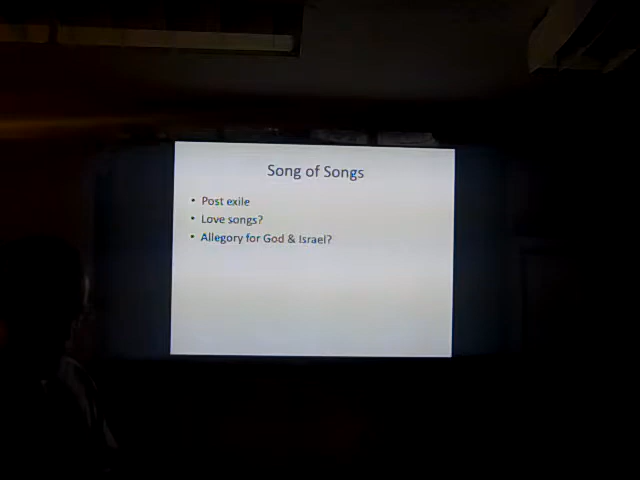 Song of Songs
• Post exile
• Love songs?
• Allegory for God & Israel?